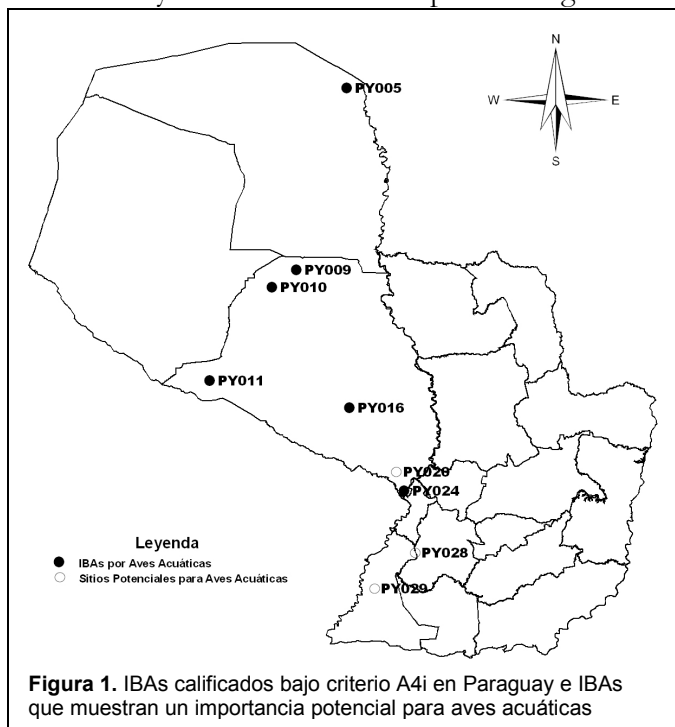 N
PY005
W E
S
PY009
PY010
PY011
PY016
PY020
PY024
Leyenda
IBAs por Aves Acuáticas
Sitios Potenciales para Aves Acuáticas
PY028
PY029
Figura 1. IBAs calificados bajo criterio A4i en Paraguay e IBAs
que muestran un importancia potencial para aves acuáticas